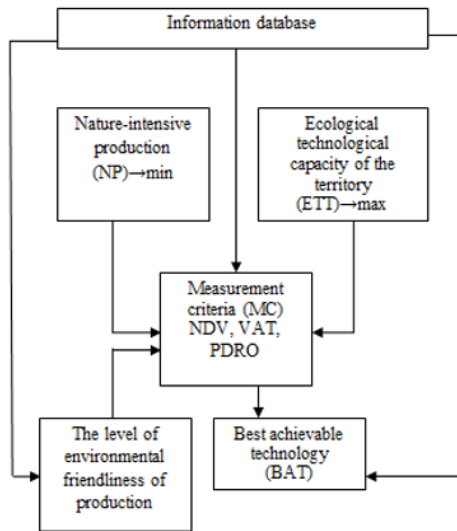 Information database
Nature-intensive
production
(NP)→min
Ecological
technological
capacity of the
territory
(ETT)→max
Measurement
criteria (MC)
NDV, VAT,
PDRO
The level of
environmental
friendliness of
production
Best achievable
technology
(BAT)